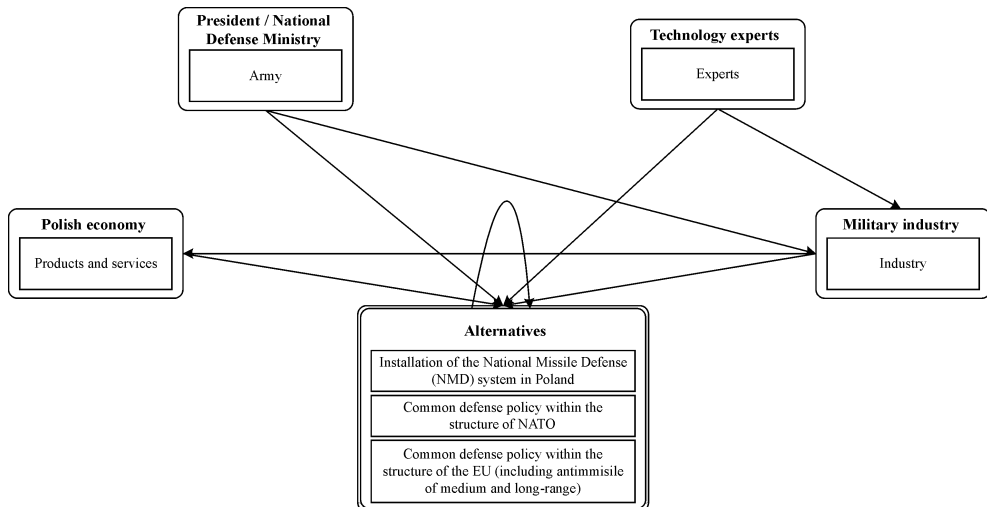 President / National
Defense Ministry
Army
Technology experts
Experts
Polish economy
Products and services
Military industry
Industry
Alternatives
Installation of the National Missile Defense
(NMD) system in Poland
Common defense policy within the
structure of NATO
Common defense policy within the
structure of the EU (including antimmisile
of medium and long-range)